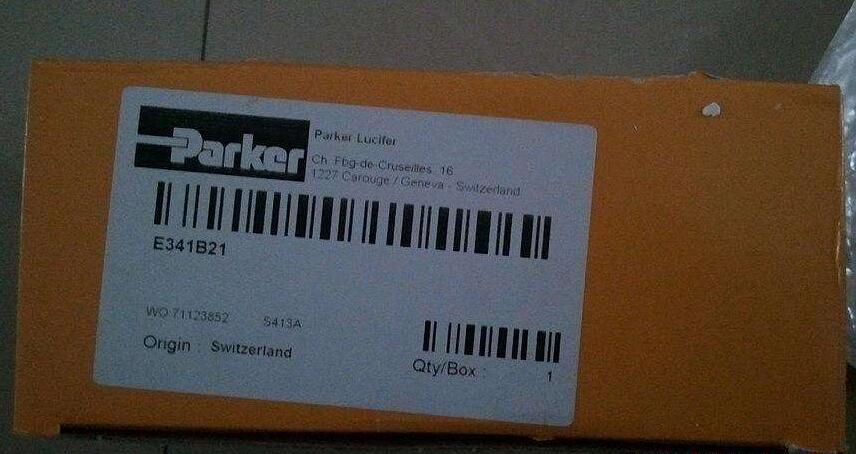 Parker
Parker Lucifer
Ch. Fbg-de-Cruseilles, 16
1227 Carouge / Geneva - Switzerland
E341B21
WO 71123852 S413A
Origin : Switzerland
Qty/Box : 1